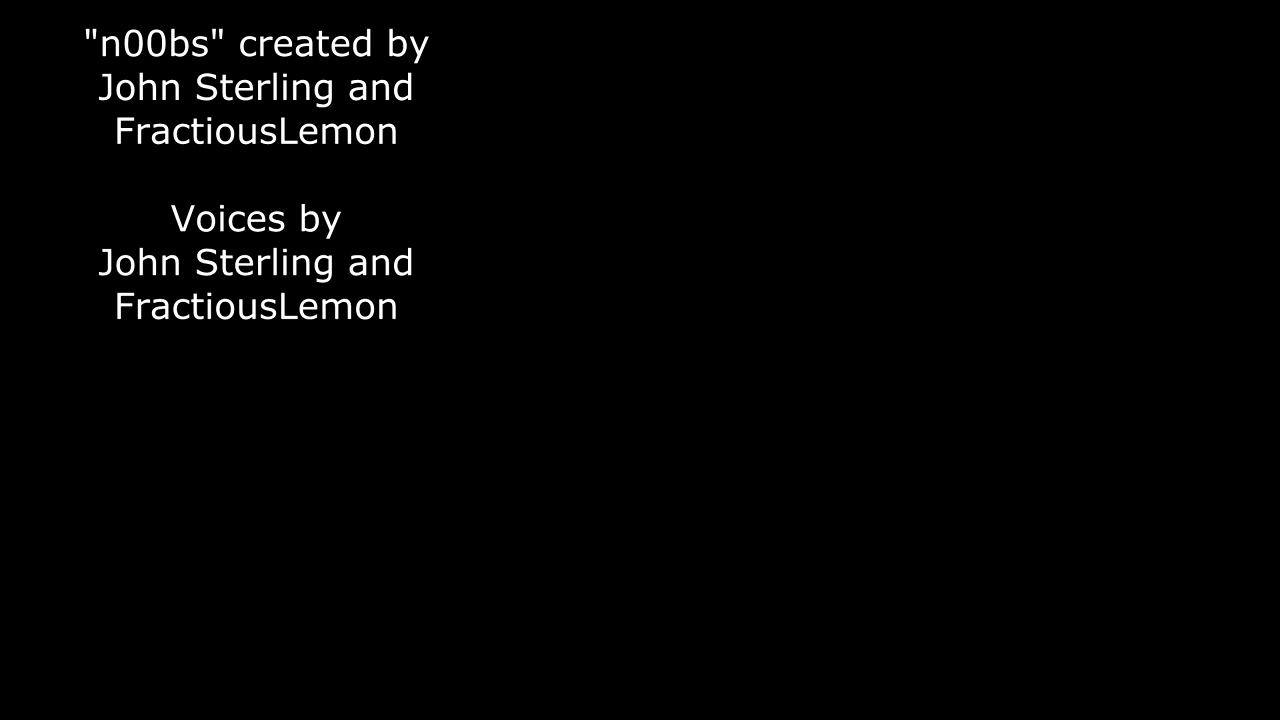 "n00bs" created by
John Sterling and
FractiousLemon
Voices by
John Sterling and
FractiousLemon